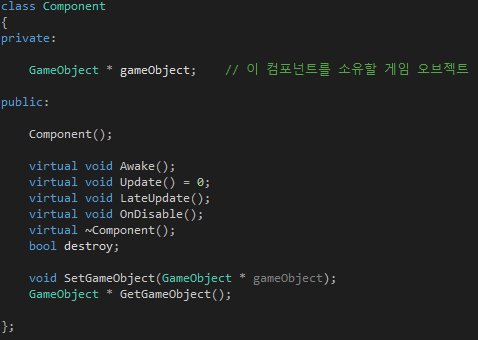 class Component
{
private:
GameObject * gameObject; // 이 컴포넌트를 소유할 게임 오브젝트
public:
Component();
virtual void Awake();
virtual void Update() = 0;
virtual void LateUpdate();
virtual void OnDisable();
virtual ~Component();
bool destroy;
void SetGameObject(GameObject * gameObject);
GameObject * GetGameObject();
};